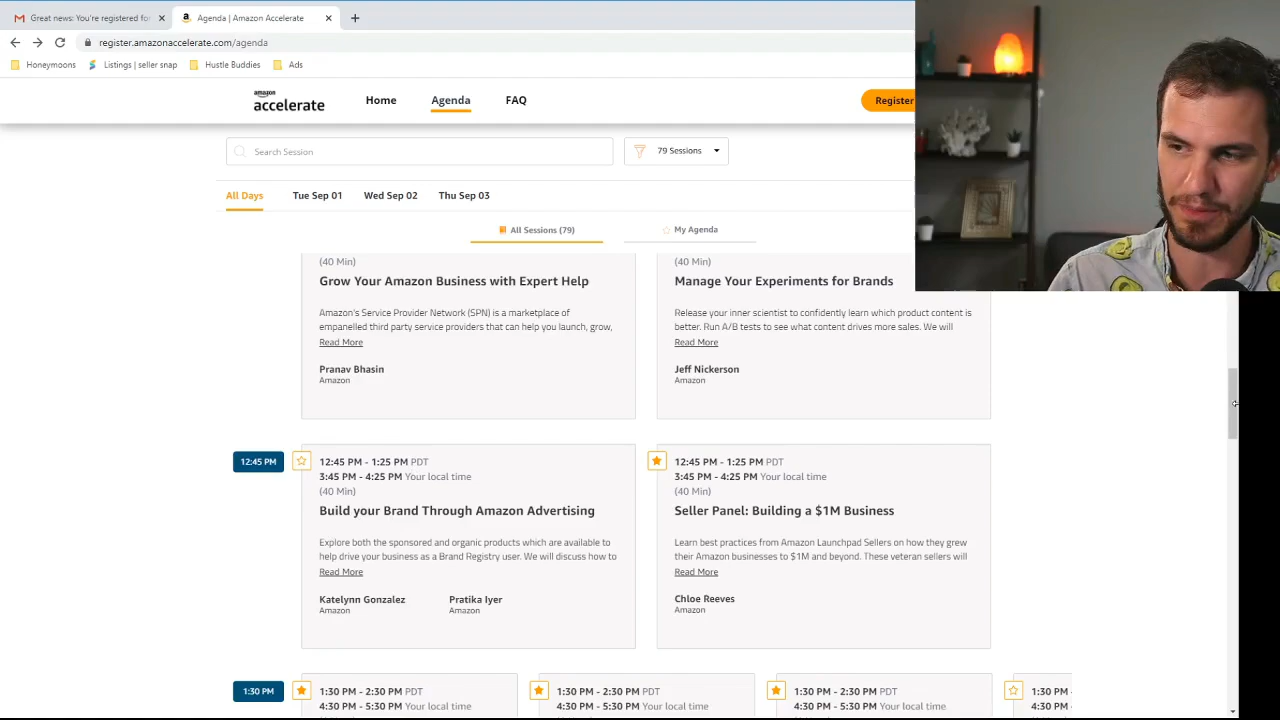 Great news: You're registered fo
Agenda | Amazon Accelerate
register.amazonaccelerate.com/agenda
Honeymoons
Listings | seller snap
Hustle Buddies
Ads
amazon
accelerate
Home
Agenda
FAQ
Register
Search Session
79 Sessions
All Days
Tue Sep 01
Wed Sep 02
Thu Sep 03
All Sessions (79)
My Agenda
(40 Min)
Grow Your Amazon Business with Expert Help
Amazon's Service Provider Network (SPN) is a marketplace of
empanelled third party service providers that can help you launch, grow,
Read More
Pranav Bhasin
Amazon
(40 Min)
Manage Your Experiments for Brands
Release your inner scientist to confidently learn which product content is
better. Run A/B tests to see what content drives more sales. We will
Read More
Jeff Nickerson
Amazon
12:45 PM
12:45 PM - 1:25 PM PDT
3:45 PM - 4:25 PM Your local time
(40 Min)
Build your Brand Through Amazon Advertising
Explore both the sponsored and organic products which are available to
help drive your business as a Brand Registry user. We will discuss how to
Read More
Katelynn Gonzalez
Amazon
Pratika Iyer
Amazon
12:45 PM - 1:25 PM PDT
3:45 PM - 4:25 PM Your local time
(40 Min)
Seller Panel: Building a $1M Business
Learn best practices from Amazon Launchpad Sellers on how they grew
their Amazon businesses to $1M and beyond. These veteran sellers will
Read More
Chloe Reeves
Amazon
1:30 PM
1:30 PM - 2:30 PM PDT
4:30 PM - 5:30 PM Your local time
1:30 PM - 2:30 PM PDT
4:30 PM - 5:30 PM Your local time
1:30 PM - 2:30 PM PDT
4:30 PM - 5:30 PM Your local time
1:30 PM -
4:30 PM -